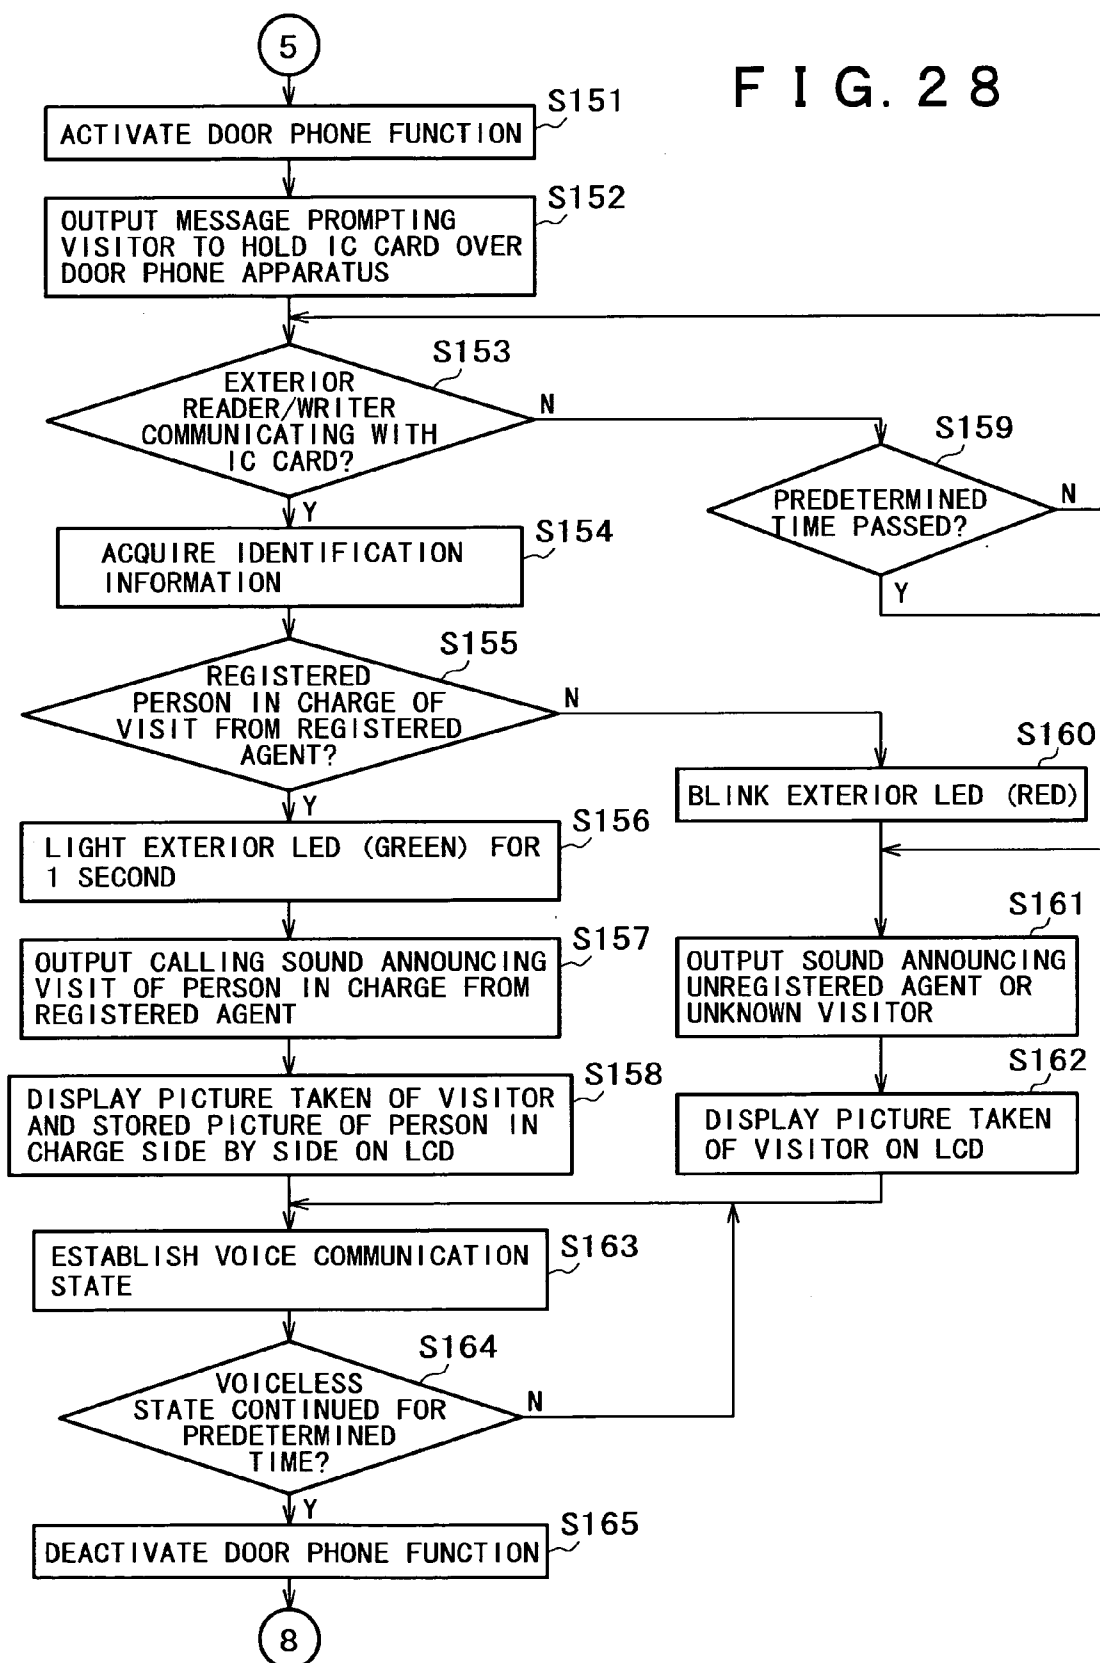 FIG. 28
5
S151
ACTIVATE DOOR PHONE FUNCTION
S152
OUTPUT MESSAGE PROMPTING
VISITOR TO HOLD IC CARD OVER
DOOR PHONE APPARATUS
S153
EXTERIOR
READER/WRITER
COMMUNICATING WITH
IC CARD?
N
Y
S159
PREDETERMINED
TIME PASSED?
N
Y
S154
ACQUIRE IDENTIFICATION
INFORMATION
S155
REGISTERED
PERSON IN CHARGE OF
VISIT FROM REGISTERED
AGENT?
N
Y
S160
BLINK EXTERIOR LED (RED)
S156
LIGHT EXTERIOR LED (GREEN) FOR
1 SECOND
S157
OUTPUT CALLING SOUND ANNOUNCING
VISIT OF PERSON IN CHARGE FROM
REGISTERED AGENT
S161
OUTPUT SOUND ANNOUNCING
UNREGISTERED AGENT OR
UNKNOWN VISITOR
S158
DISPLAY PICTURE TAKEN OF VISITOR
AND STORED PICTURE OF PERSON IN
CHARGE SIDE BY SIDE ON LCD
S162
DISPLAY PICTURE TAKEN
OF VISITOR ON LCD
S163
ESTABLISH VOICE COMMUNICATION
STATE
S164
VOICELESS
STATE CONTINUED FOR
PREDETERMINED
TIME?
N
Y
S165
DEACTIVATE DOOR PHONE FUNCTION
8